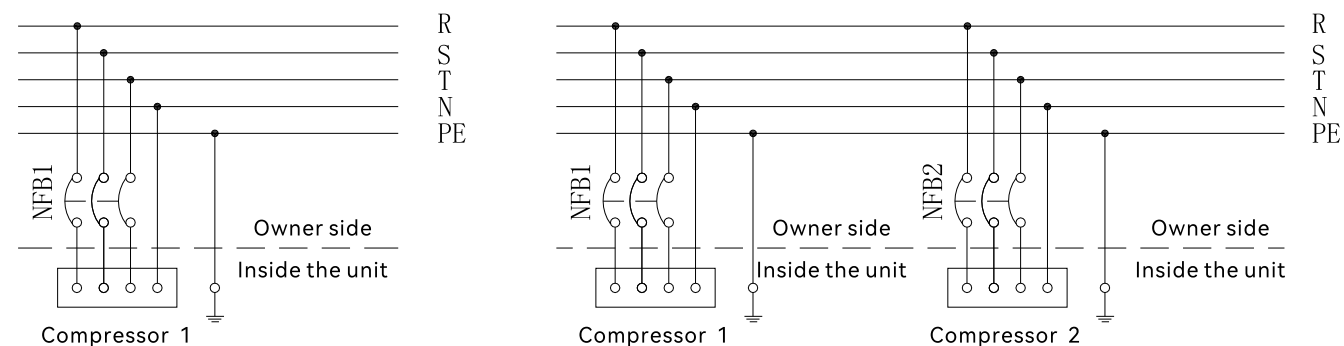 R
S
T
N
PE
NFB1
Owner side
Inside the unit
Compressor 1
R
S
T
N
PE
NFB1
Owner side
Inside the unit
Compressor 1
NFB2
Owner side
Inside the unit
Compressor 2